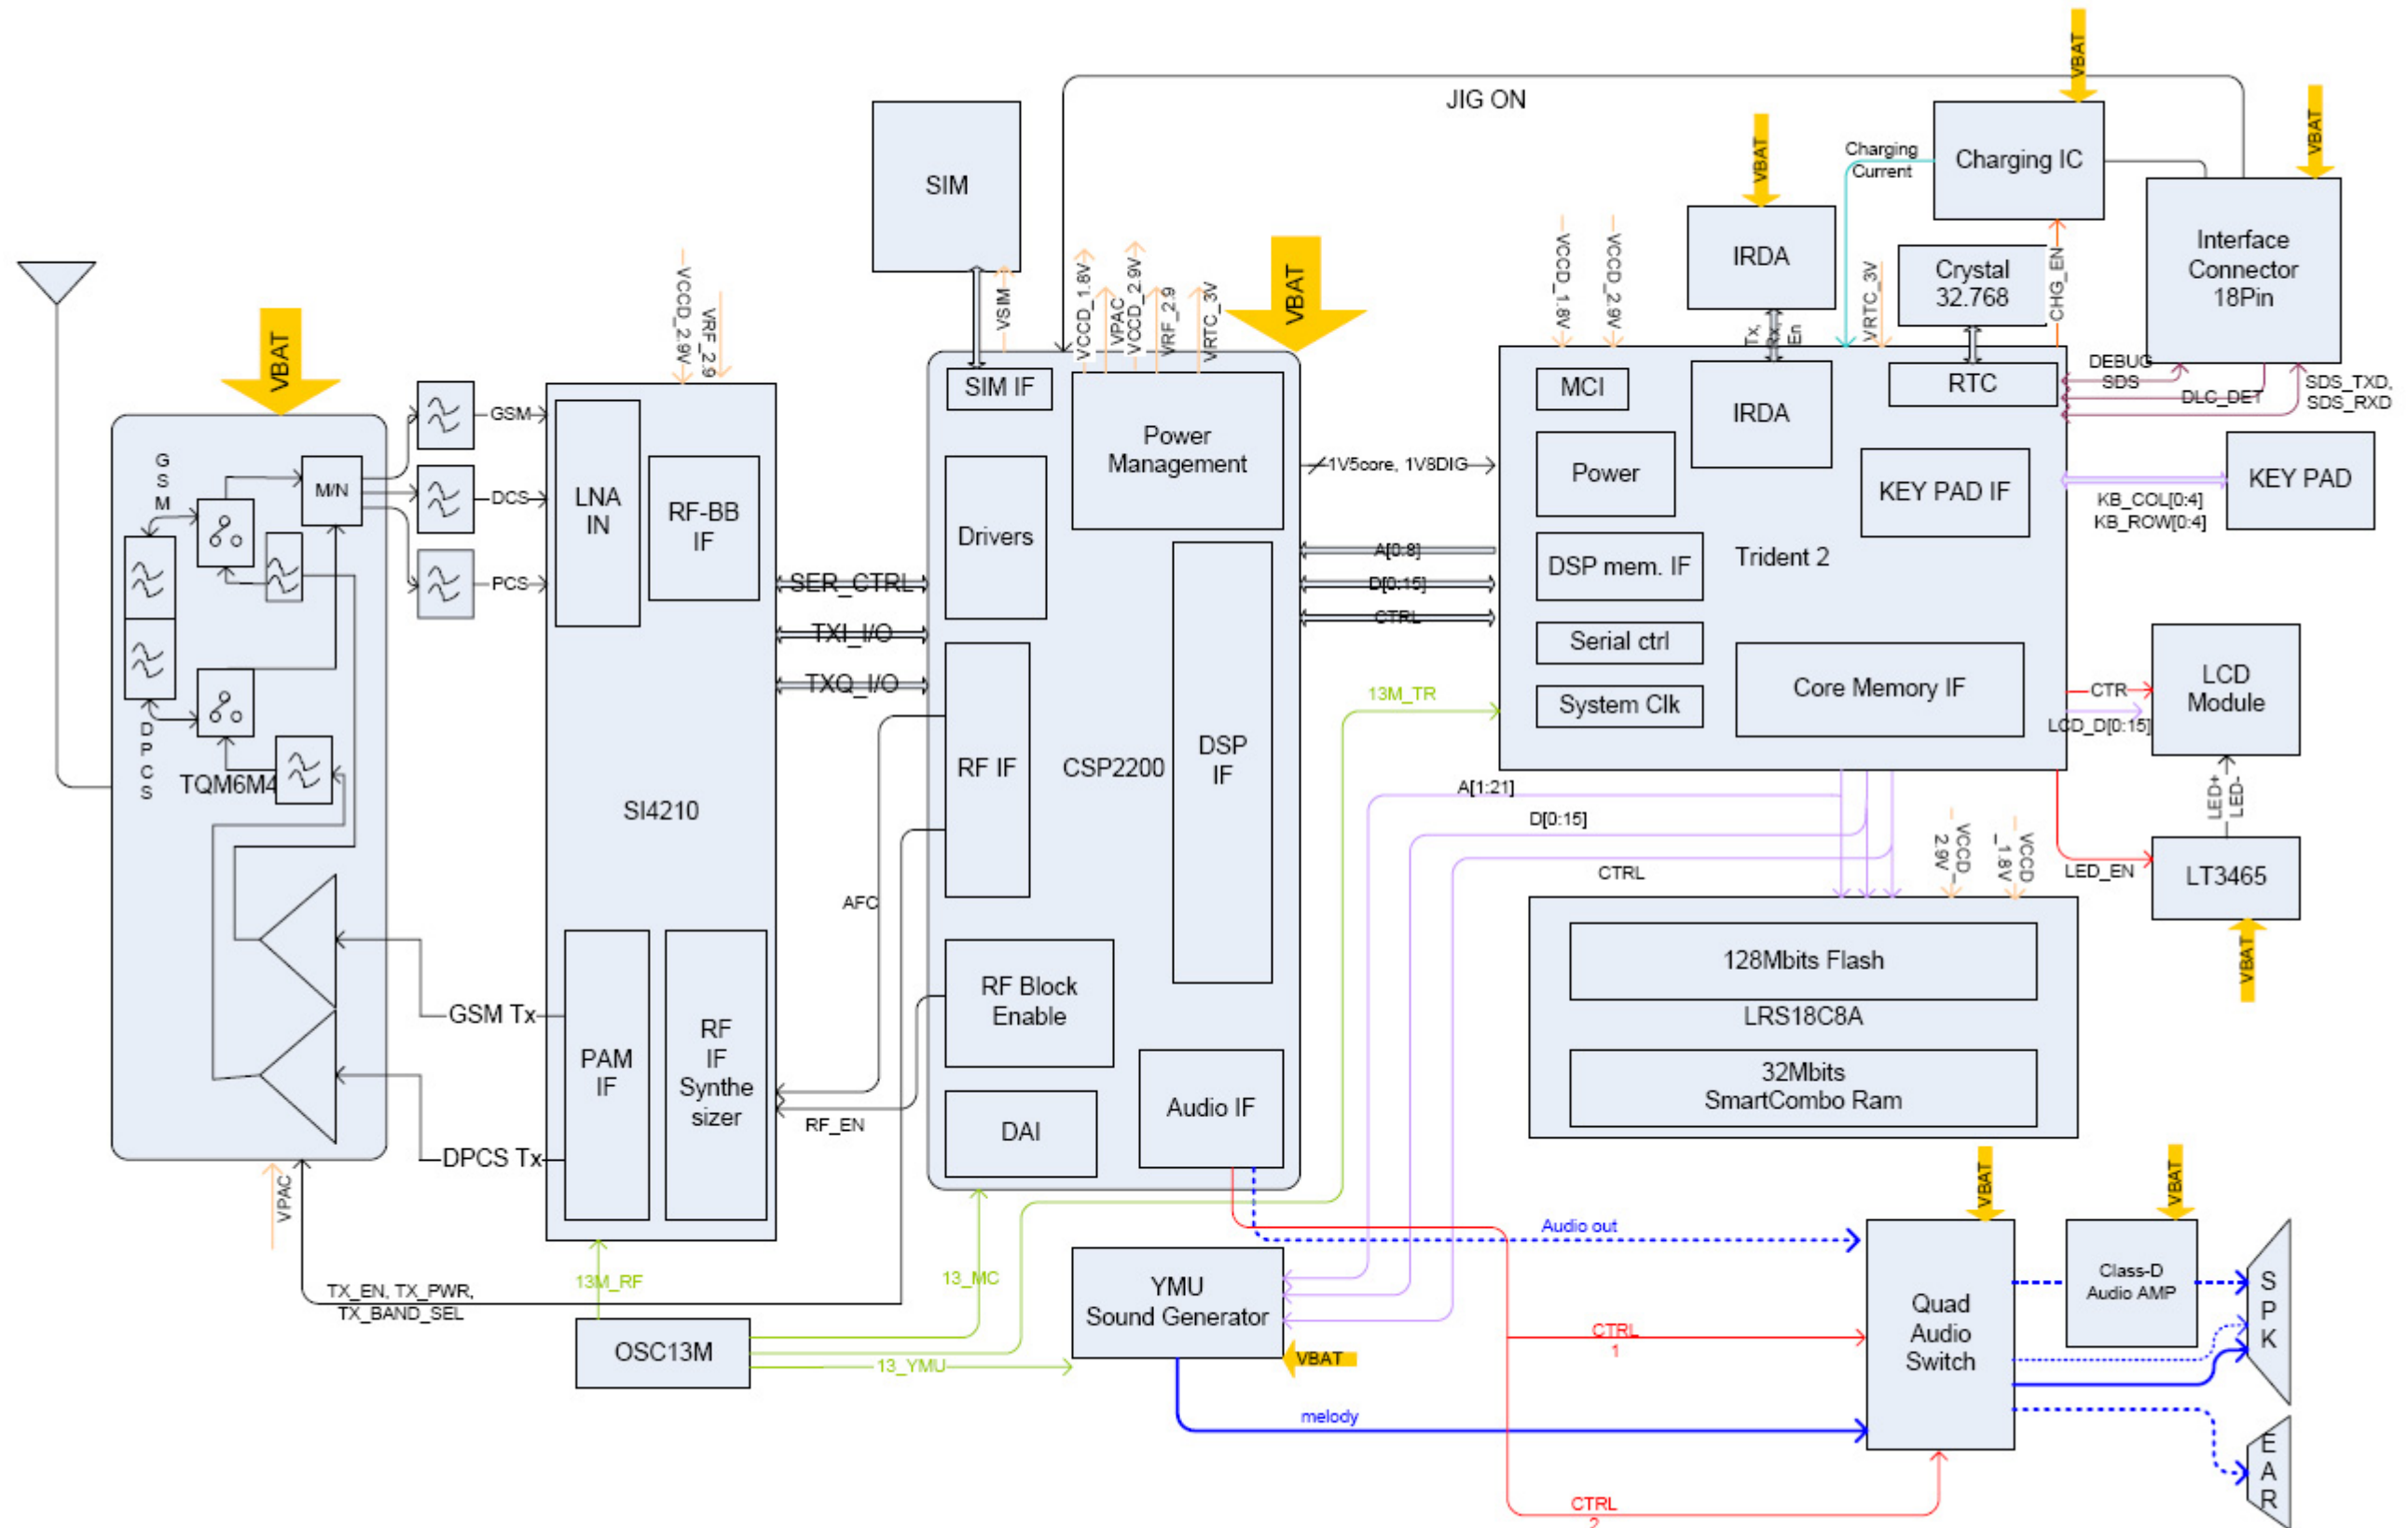 JIG ON
VBAT
Charging IC
VBAT
Charging
Current
VBAT
SIM
IRDA
Interface
Connector
18Pin
Crystal
32.768
CHG_EN
VCCD_2.9V
VRF_2.9
VSIM
VCCD_1.8V
VPAC
VCCD_2.9V
VRF_2.9
VRTC_3V
VBAT
VCCD_1.8V
VCCD_2.9V
Tx,
Rx,
En
VRTC_3V
VBAT
SIM IF
Power
Management
MCI
IRDA
RTC
DEBUG
SDS
DLC_DET
SDS_TXD,
SDS_RXD
GSM
GSM
M/N
DCS
PCS
LNA
IN
RF-BB
IF
Drivers
1V5core, 1V8DIG
Power
KEY PAD IF
KB_COL[0:4]
KB_ROW[0:4]
KEY PAD
A[0:8]
D[0:15]
CTRL
DSP mem. IF
Trident 2
SER_CTRL
TXI_I/O
TXQ_I/O
Serial ctrl
System Clk
Core Memory IF
13M_TR
CTR
LCD_D[0:15]
LCD
Module
DPCS
TQM6M4
SI4210
RF IF
CSP2200
DSP
IF
A[1:21]
D[0:15]
CTRL
VCCD_
2.9V
VCCD
_1.8V
LED+
LED-
LED_EN
LT3465
VBAT
AFC
128Mbits Flash
LRS18C8A
32Mbits
SmartCombo Ram
GSM Tx
DPCS Tx
PAM
IF
RF
IF
Synthe
sizer
RF Block
Enable
RF_EN
DAI
Audio IF
VPAC
TX_EN, TX_PWR,
TX_BAND_SEL
13M_RF
13_MC
OSC13M
13_YMU
YMU
Sound Generator
VBAT
Audio out
VBAT
VBAT
Quad
Audio
Switch
Class-D
Audio AMP
SPK
CTRL
1
melody
EAR
CTRL
2